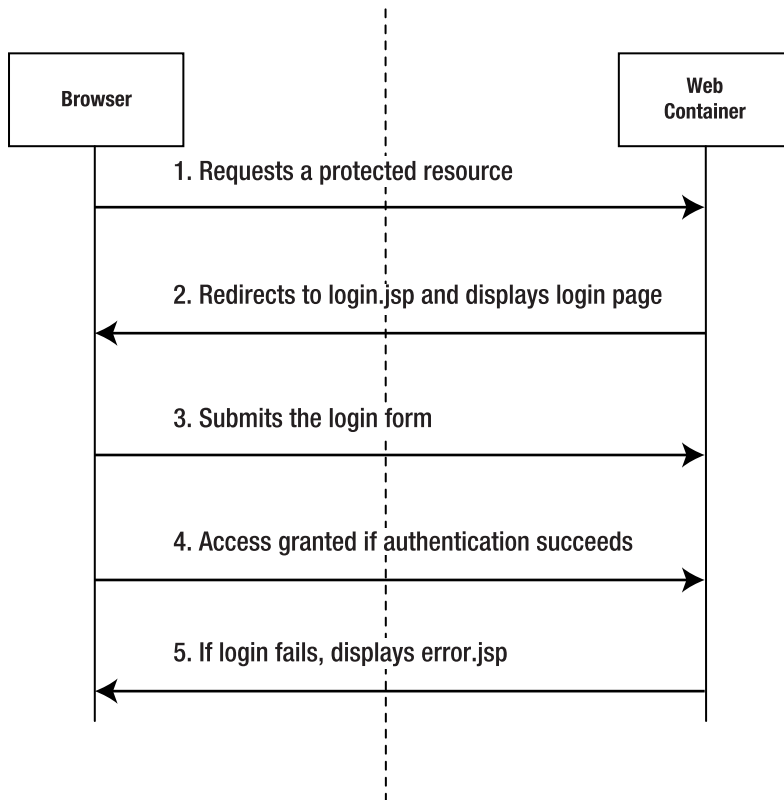 Browser
Web
Container
1. Requests a protected resource
2. Redirects to login.jsp and displays login page
3. Submits the login form
4. Access granted if authentication succeeds
5. If login fails, displays error.jsp